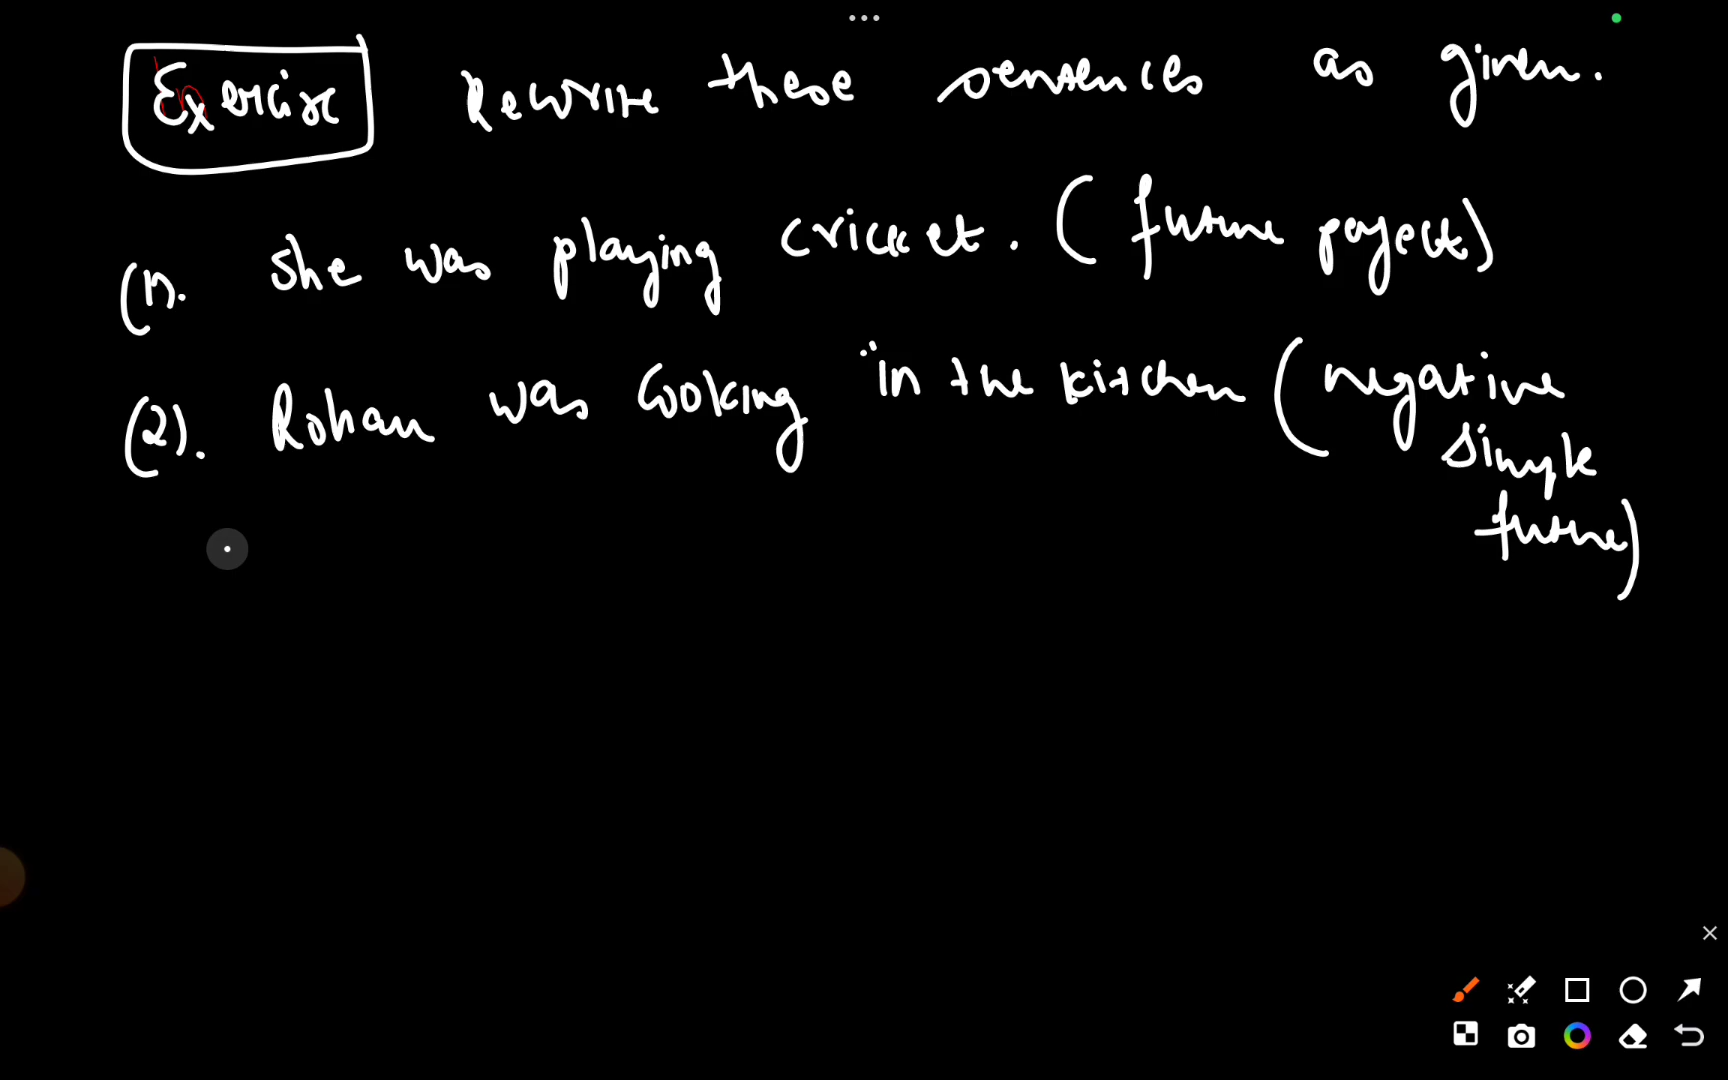 Exercise Rewrite these sentences as given.
(1). She was playing cricket. (future perfect)
(2). Rohan was cooking in the kitchen (negative
simple
future)